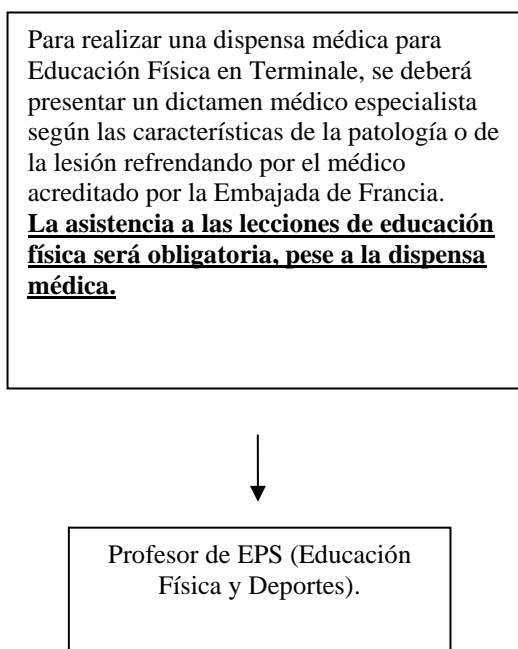 Para realizar una dispensa médica para
Educación Física en Terminale, se deberá
presentar un dictamen médico especialista
según las características de la patología o de
la lesión refrendando por el médico
acreditado por la Embajada de Francia.
La asistencia a las lecciones de educación
física será obligatoria, pese a la dispensa
médica.
Profesor de EPS (Educación
Física y Deportes).